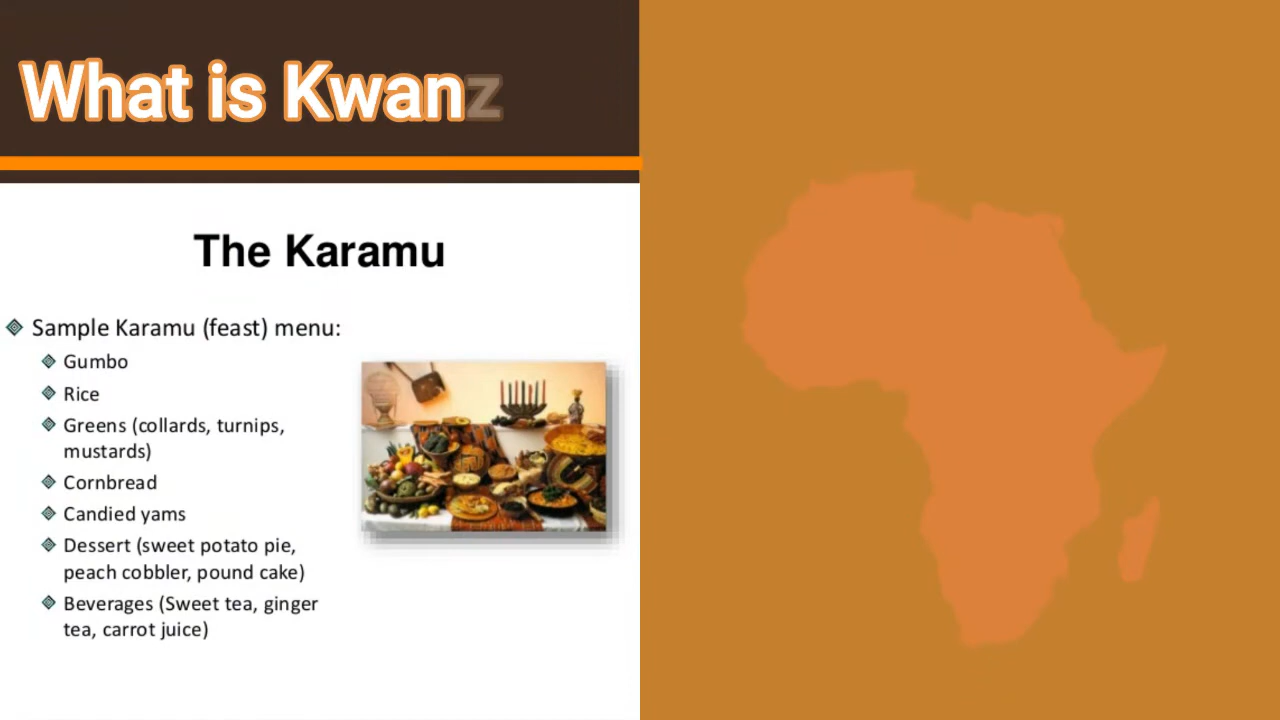 What is Kwanz
The Karamu
Sample Karamu (feast) menu:
Gumbo
Rice
Greens (collards, turnips,
mustards)
Cornbread
Candied yams
Dessert (sweet potato pie,
peach cobbler, pound cake)
Beverages (Sweet tea, ginger
tea, carrot juice)